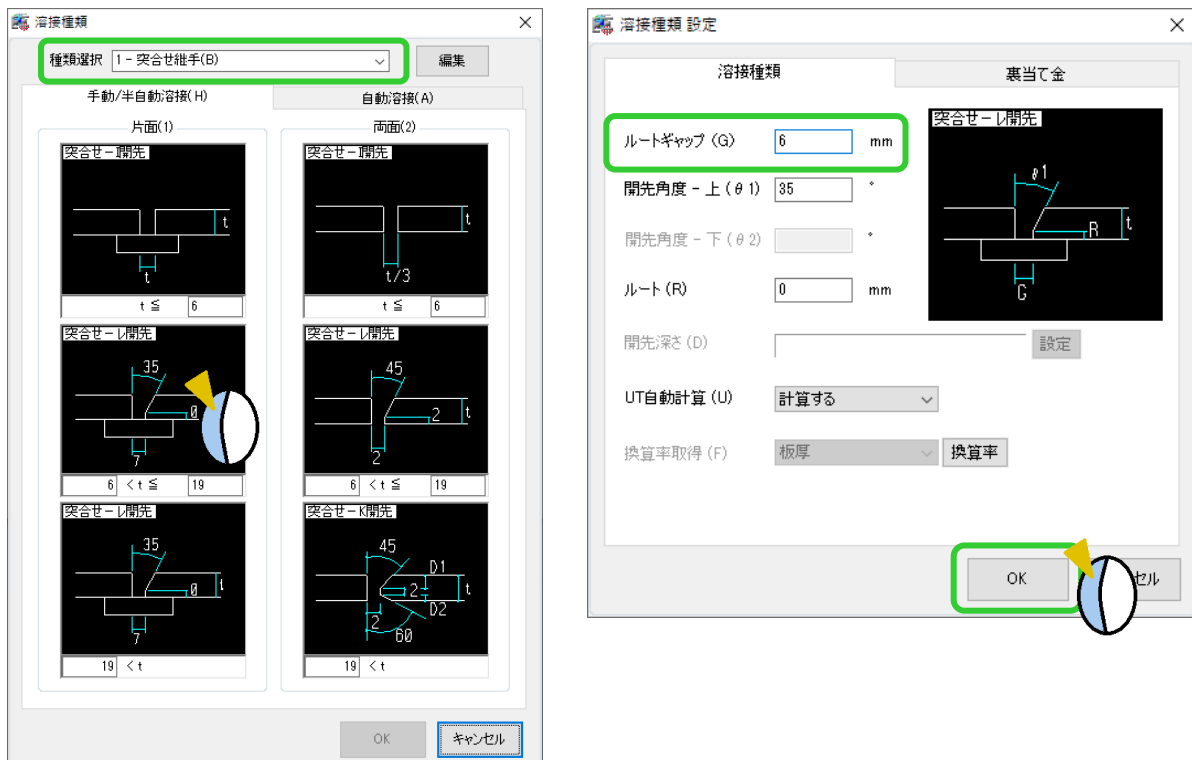 溶接種類
種類選択 1 - 突合せ継手(B) 編集
手動/半自動溶接(H) 自動溶接(A)
片面(1) 両面(2)
突合せ－I開先 突合せ－I開先
t t
t t/3
t ≦ 6 t ≦ 6
突合せ－レ開先 突合せ－レ開先
35 45
0 2 t
7 2
6 < t ≦ 19 6 < t ≦ 19
突合せ－レ開先 突合せ－K開先
35 45
D1
0 t 2 t
D2
7 2 60
19 < t 19 < t
OK キャンセル
溶接種類 設定
溶接種類 裏当て金
ルートギャップ (G) 6 mm
開先角度 - 上 ( θ 1) 35 °
開先角度 - 下 ( θ 2) °
ルート (R) 0 mm
開先深さ (D) 設定
UT自動計算 (U) 計算する
換算率取得 (F) 板厚 換算率
突合せ－レ開先
θ1
R t
G
OK セル